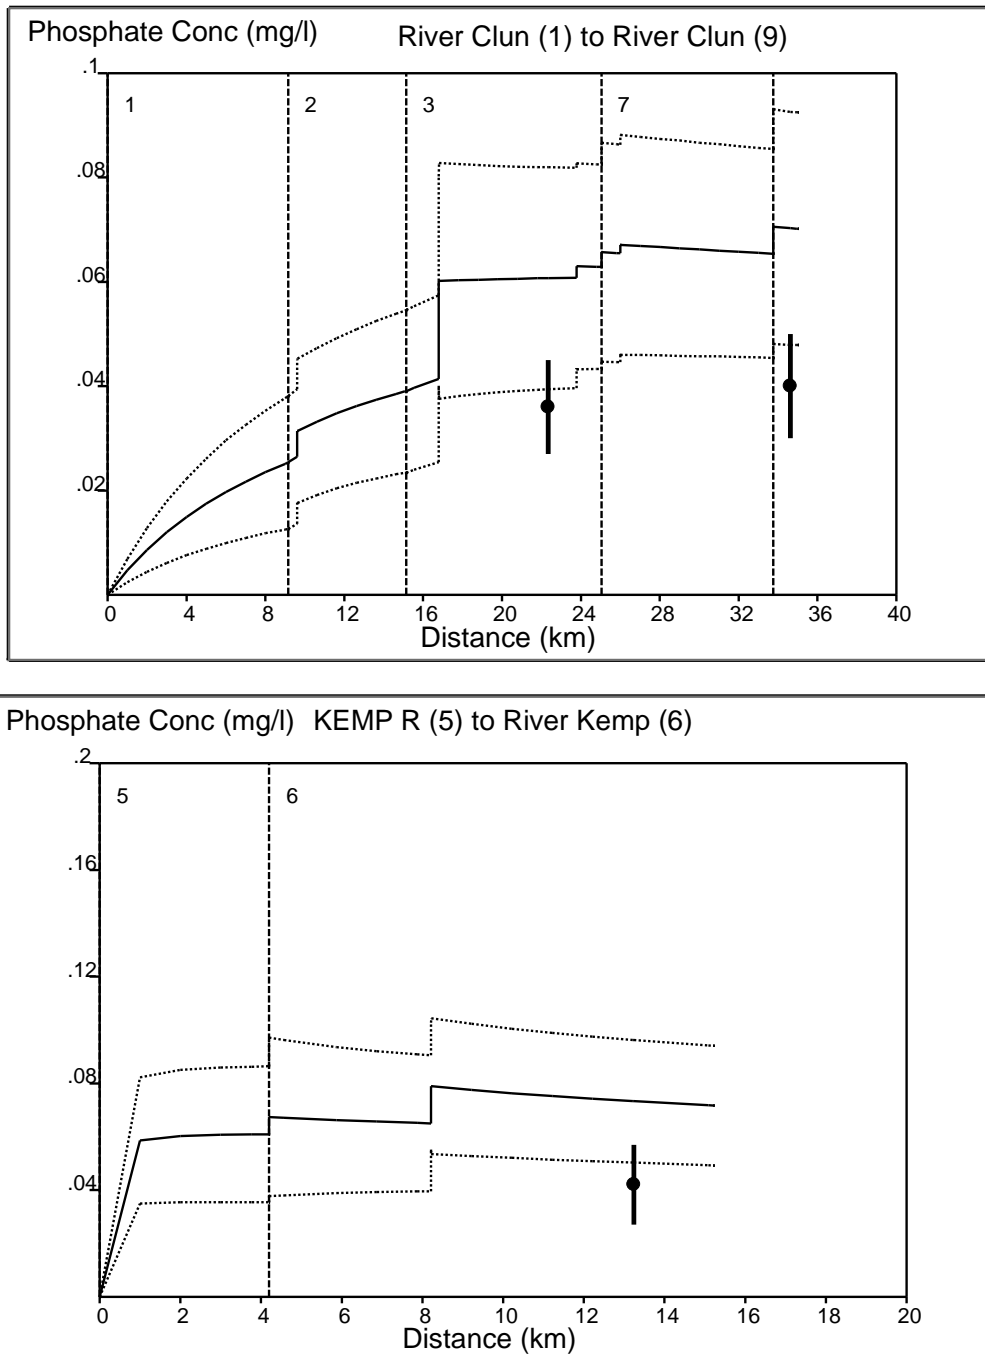 Phosphate Conc (mg/l) River Clun (1) to River Clun (9)
.1
1 2 3 7
.08
.06
.04
.02
0 4 8 12 16 20 24 28 32 36 40
Distance (km)
Phosphate Conc (mg/l) KEMP R (5) to River Kemp (6)
.2
5 6
.16
.12
.08
.04
0 2 4 6 8 10 12 14 16 18 20
Distance (km)